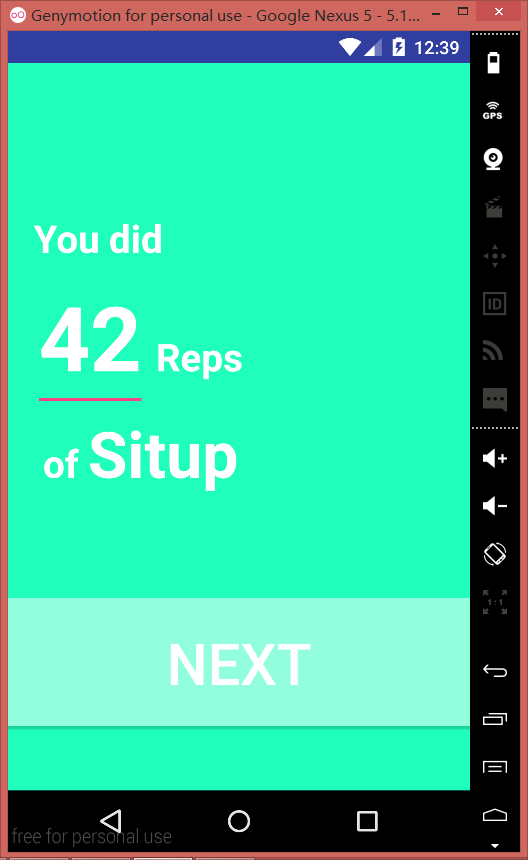 Genymotion for personal use - Google Nexus 5 - 5.1...
12:39
GPS
You did
42 Reps
of Situp
ID
1:1
NEXT
free for personal use